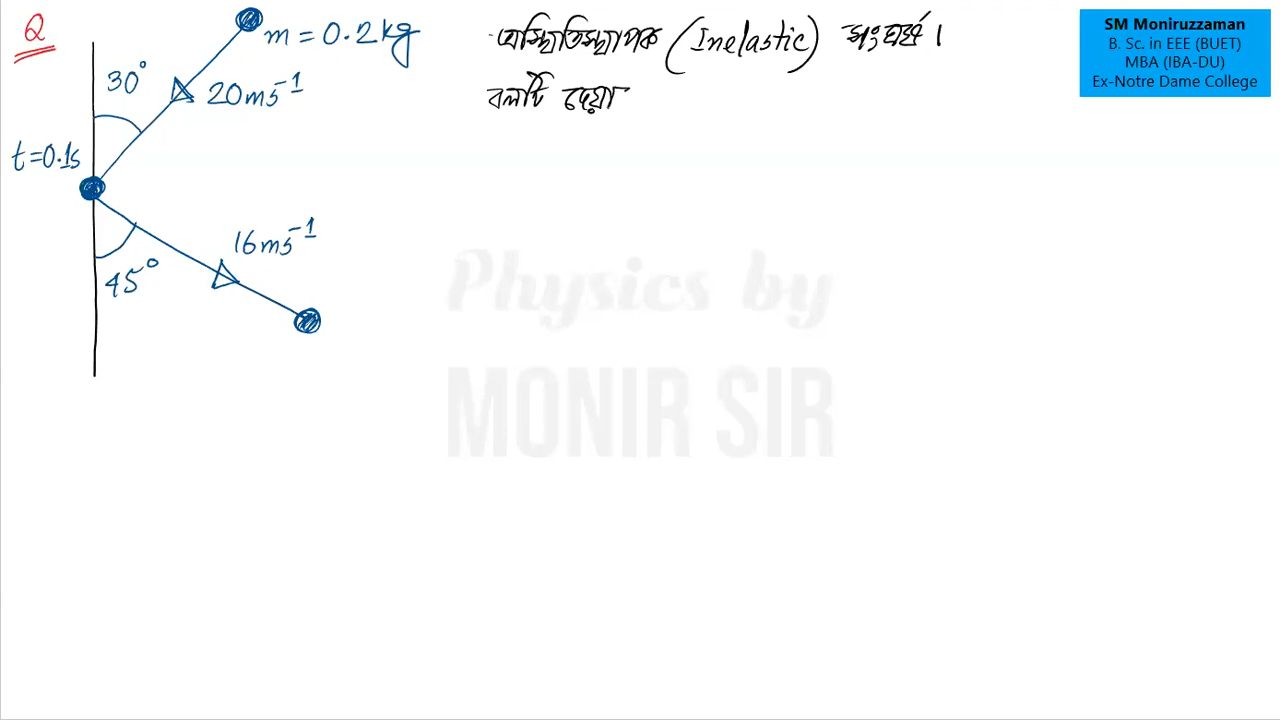 Q
m = 0.2kg
অস্থিতিস্থাপক (Inelastic) সংঘর্ষ।
SM Moniruzzaman
B. Sc. in EEE (BUET)
MBA (IBA-DU)
Ex-Notre Dame College
30°
20ms⁻¹
বলটি দেয়া
t=0.1s
16ms⁻¹
45°
Physics by
MONIR SIR